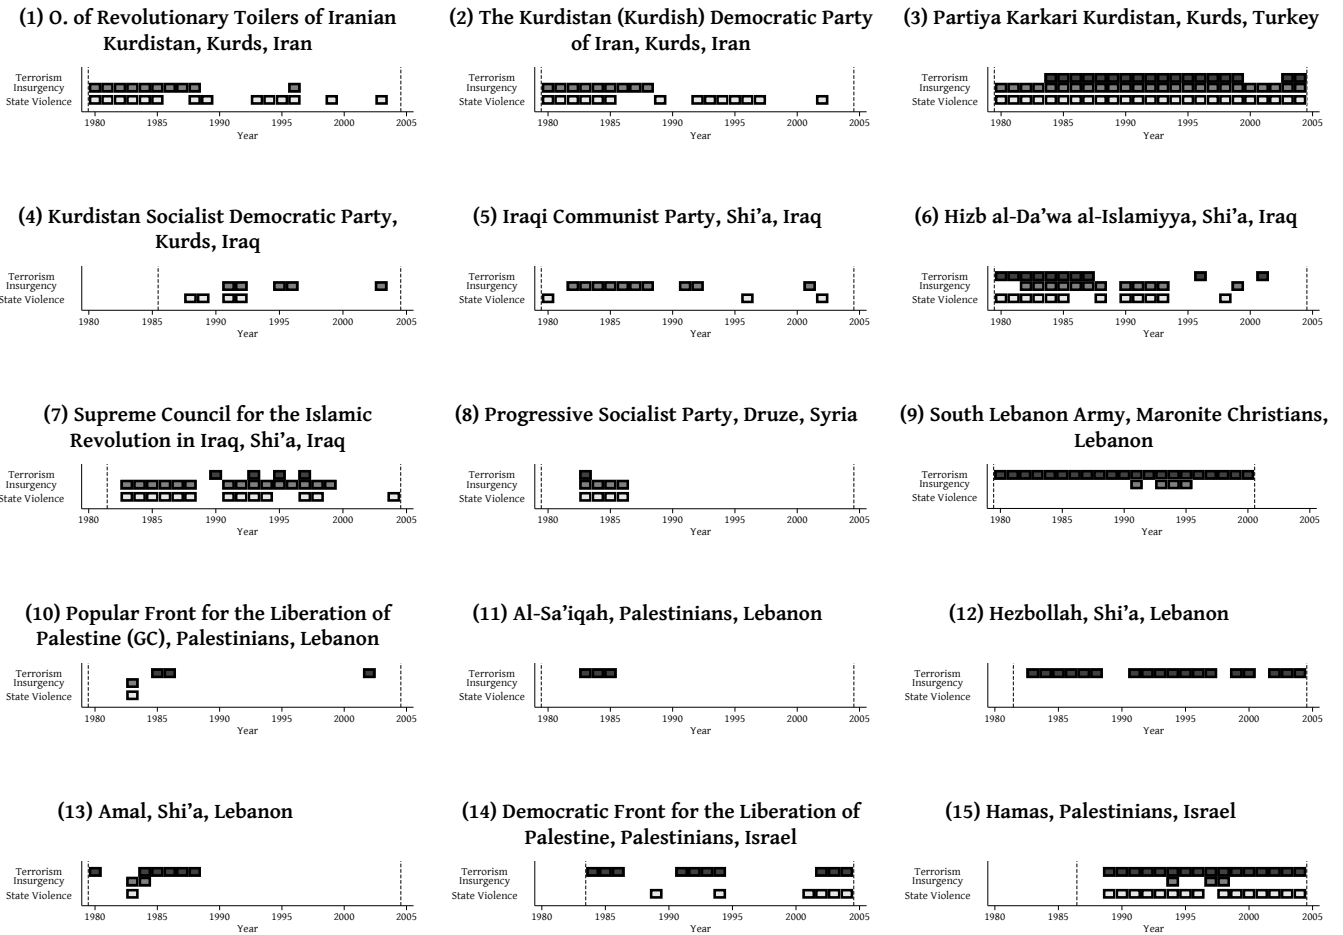 (1) O. of Revolutionary Toilers of Iranian
Kurdistan, Kurds, Iran
Terrorism
Insurgency
State Violence
1980 1985 1990 1995 2000 2005
Year
(2) The Kurdistan (Kurdish) Democratic Party
of Iran, Kurds, Iran
Terrorism
Insurgency
State Violence
1980 1985 1990 1995 2000 2005
Year
(3) Partiya Karkari Kurdistan, Kurds, Turkey
Terrorism
Insurgency
State Violence
1980 1985 1990 1995 2000 2005
Year
(4) Kurdistan Socialist Democratic Party,
Kurds, Iraq
Terrorism
Insurgency
State Violence
1980 1985 1990 1995 2000 2005
Year
(5) Iraqi Communist Party, Shi’a, Iraq
Terrorism
Insurgency
State Violence
1980 1985 1990 1995 2000 2005
Year
(6) Hizb al-Da’wa al-Islamiyya, Shi’a, Iraq
Terrorism
Insurgency
State Violence
1980 1985 1990 1995 2000 2005
Year
(7) Supreme Council for the Islamic
Revolution in Iraq, Shi’a, Iraq
Terrorism
Insurgency
State Violence
1980 1985 1990 1995 2000 2005
Year
(8) Progressive Socialist Party, Druze, Syria
Terrorism
Insurgency
State Violence
1980 1985 1990 1995 2000 2005
Year
(9) South Lebanon Army, Maronite Christians,
Lebanon
Terrorism
Insurgency
State Violence
1980 1985 1990 1995 2000 2005
Year
(10) Popular Front for the Liberation of
Palestine (GC), Palestinians, Lebanon
Terrorism
Insurgency
State Violence
1980 1985 1990 1995 2000 2005
Year
(11) Al-Sa’iqah, Palestinians, Lebanon
Terrorism
Insurgency
State Violence
1980 1985 1990 1995 2000 2005
Year
(12) Hezbollah, Shi’a, Lebanon
Terrorism
Insurgency
State Violence
1980 1985 1990 1995 2000 2005
Year
(13) Amal, Shi’a, Lebanon
Terrorism
Insurgency
State Violence
1980 1985 1990 1995 2000 2005
Year
(14) Democratic Front for the Liberation of
Palestine, Palestinians, Israel
Terrorism
Insurgency
State Violence
1980 1985 1990 1995 2000 2005
Year
(15) Hamas, Palestinians, Israel
Terrorism
Insurgency
State Violence
1980 1985 1990 1995 2000 2005
Year